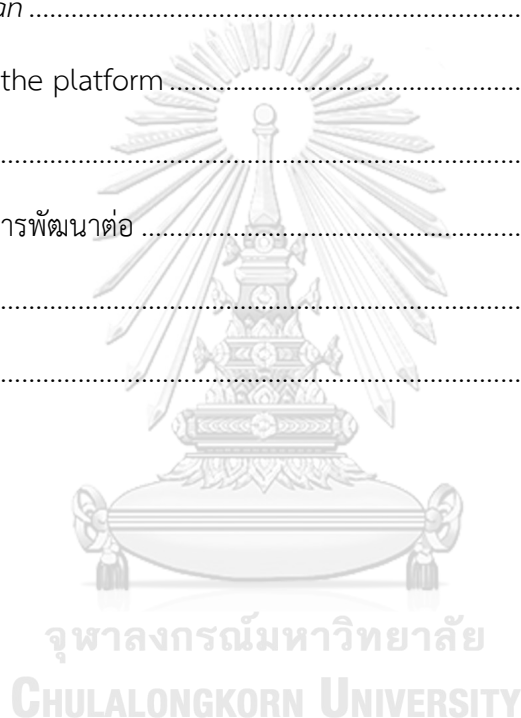 an ........................................................................
the platform ....................................................
.............................................................................
ารพัฒนาต่อ .......................................................
.............................................................................
.............................................................................
จุฬาลงกรณ์มหาวิทยาลัย
CHULALONGKORN UNIVERSITY